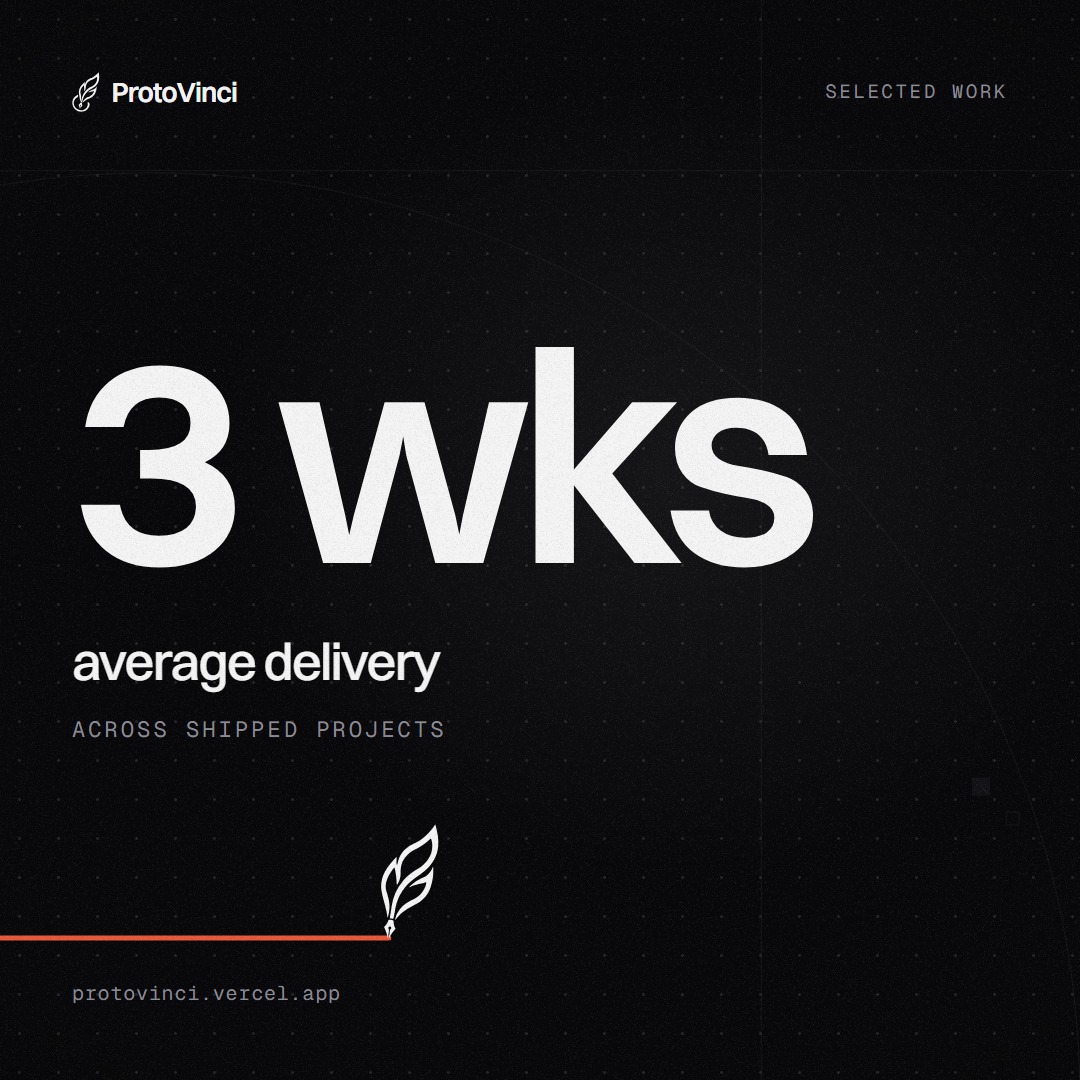 ProtoVinci
SELECTED WORK
3 wks
average delivery
ACROSS SHIPPED PROJECTS
protovinci.vercel.app